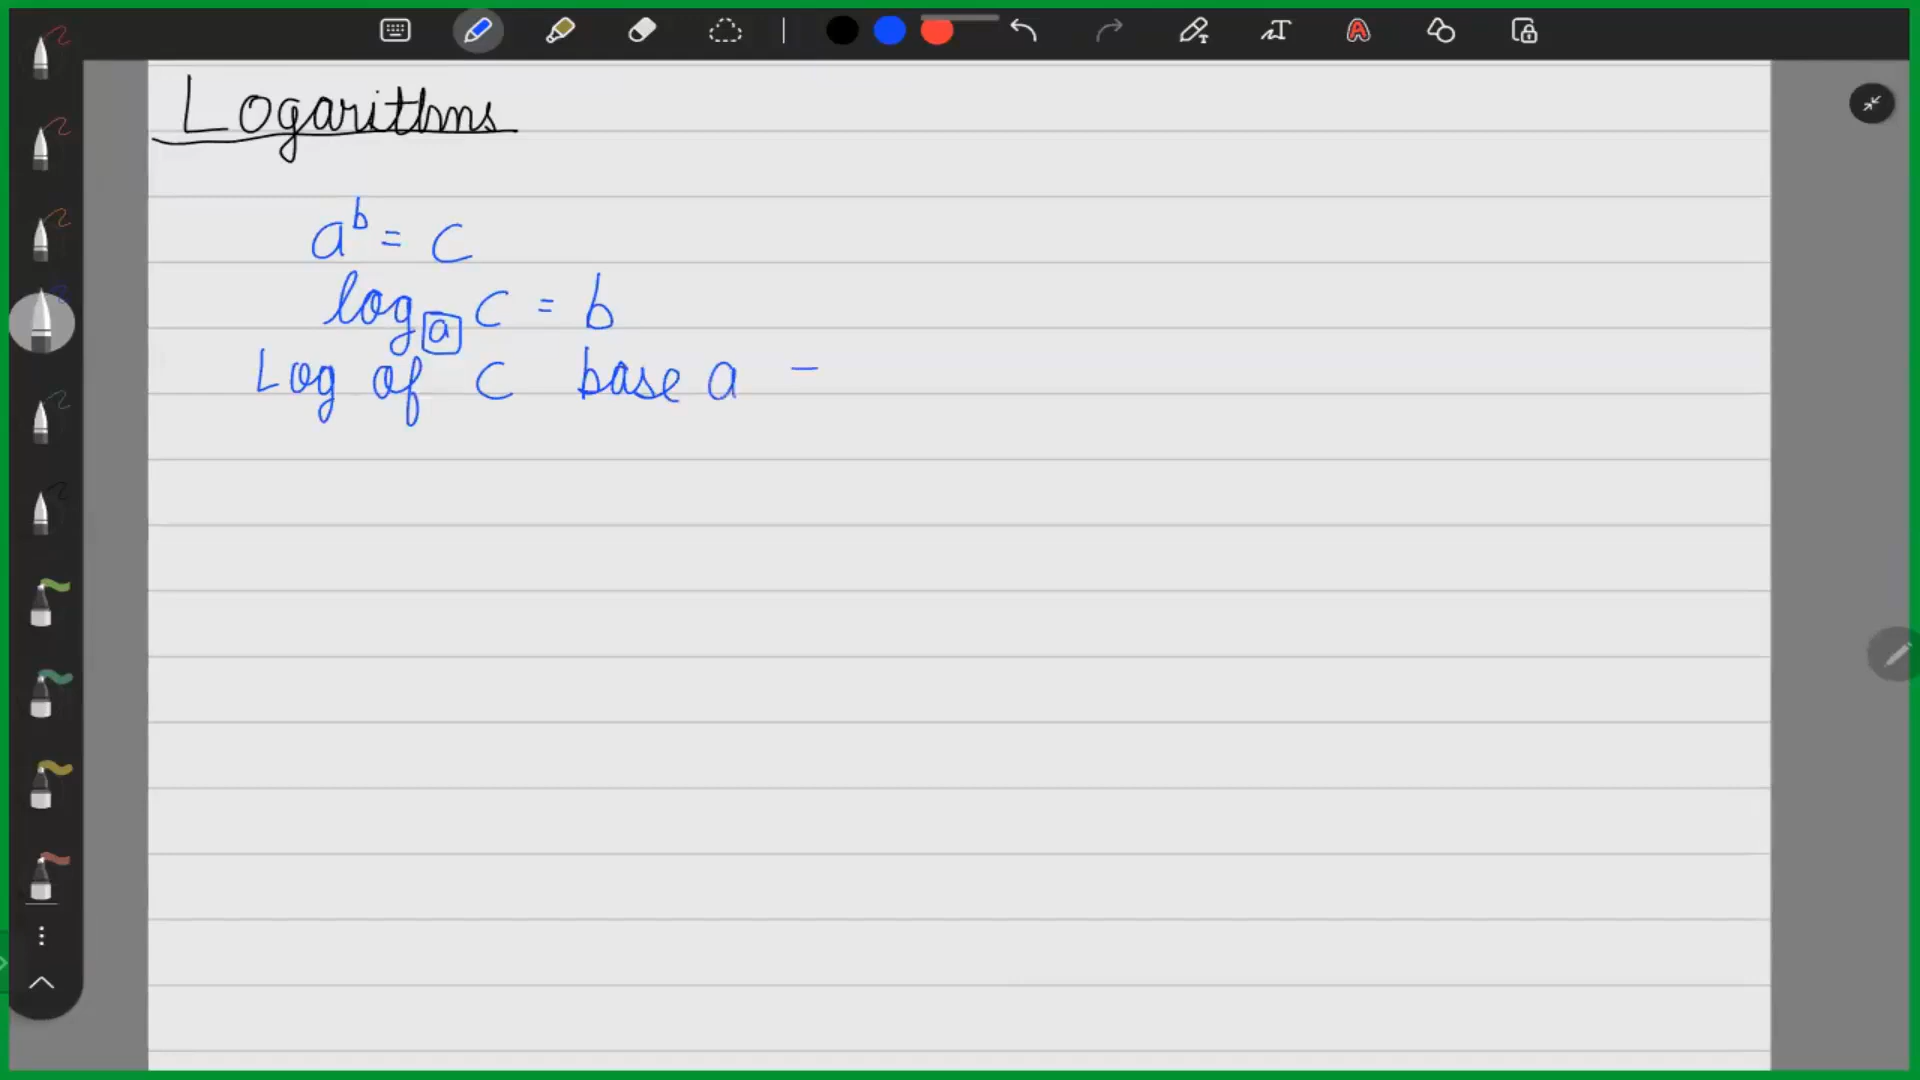 Logarithms
a^b = c
log_a c = b
Log of c base a -